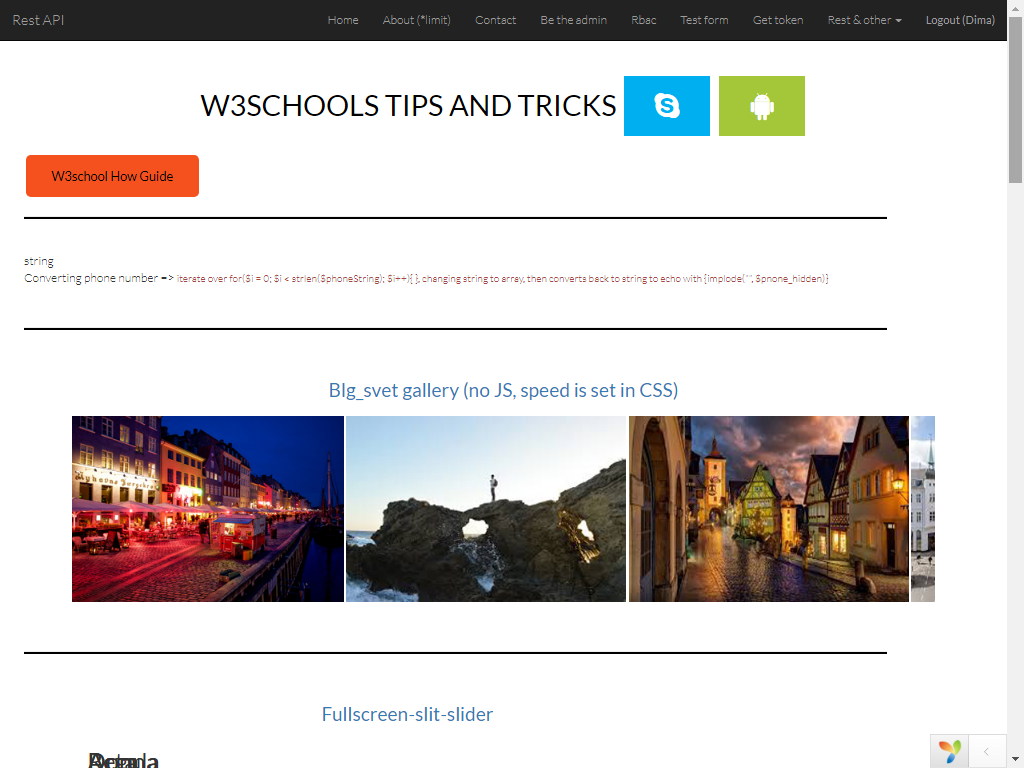 Rest API Home About (*limit) Contact Be the admin Rbac Test form Get token Rest & other Logout (Dima)
W3SCHOOLS TIPS AND TRICKS
W3school How Guide
string
Converting phone number => iterate over for($i = 0; $i < strlen($phoneString); $i++){ }, changing string to array, then converts back to string to echo with {implode("", $pnone_hidden)}
BIg_svet gallery (no JS, speed is set in CSS)
Fullscreen-slit-slider